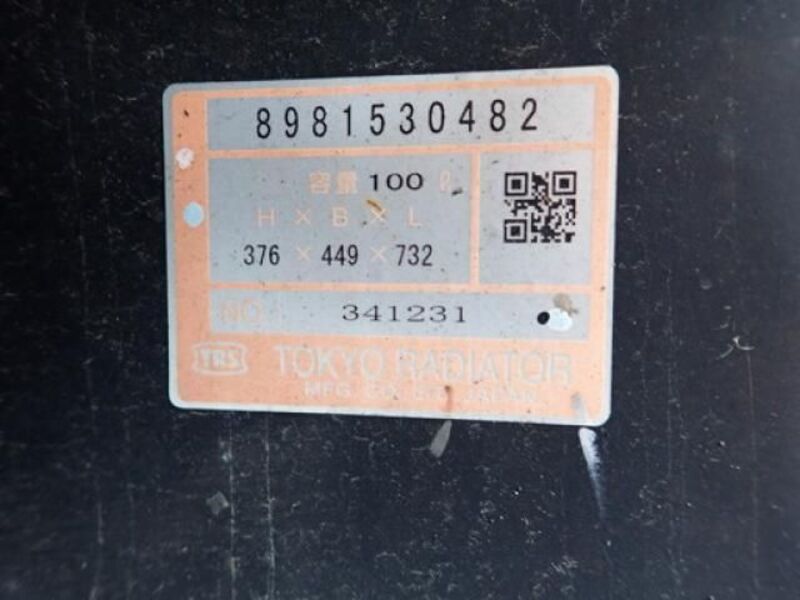 8981530482
容量 100 ℓ
H × B × L
376 × 449 × 732
NO 341231
TRS TOKYO RADIATOR
MFG. CO., LTD. JAPAN